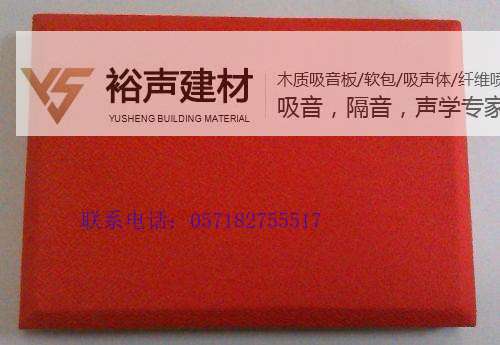 裕声建材
YUSHENG BUILDING MATERIAL
木质吸音板/软包/吸声体/纤维喷
吸音，隔音，声学专家
联系电话：057182755517